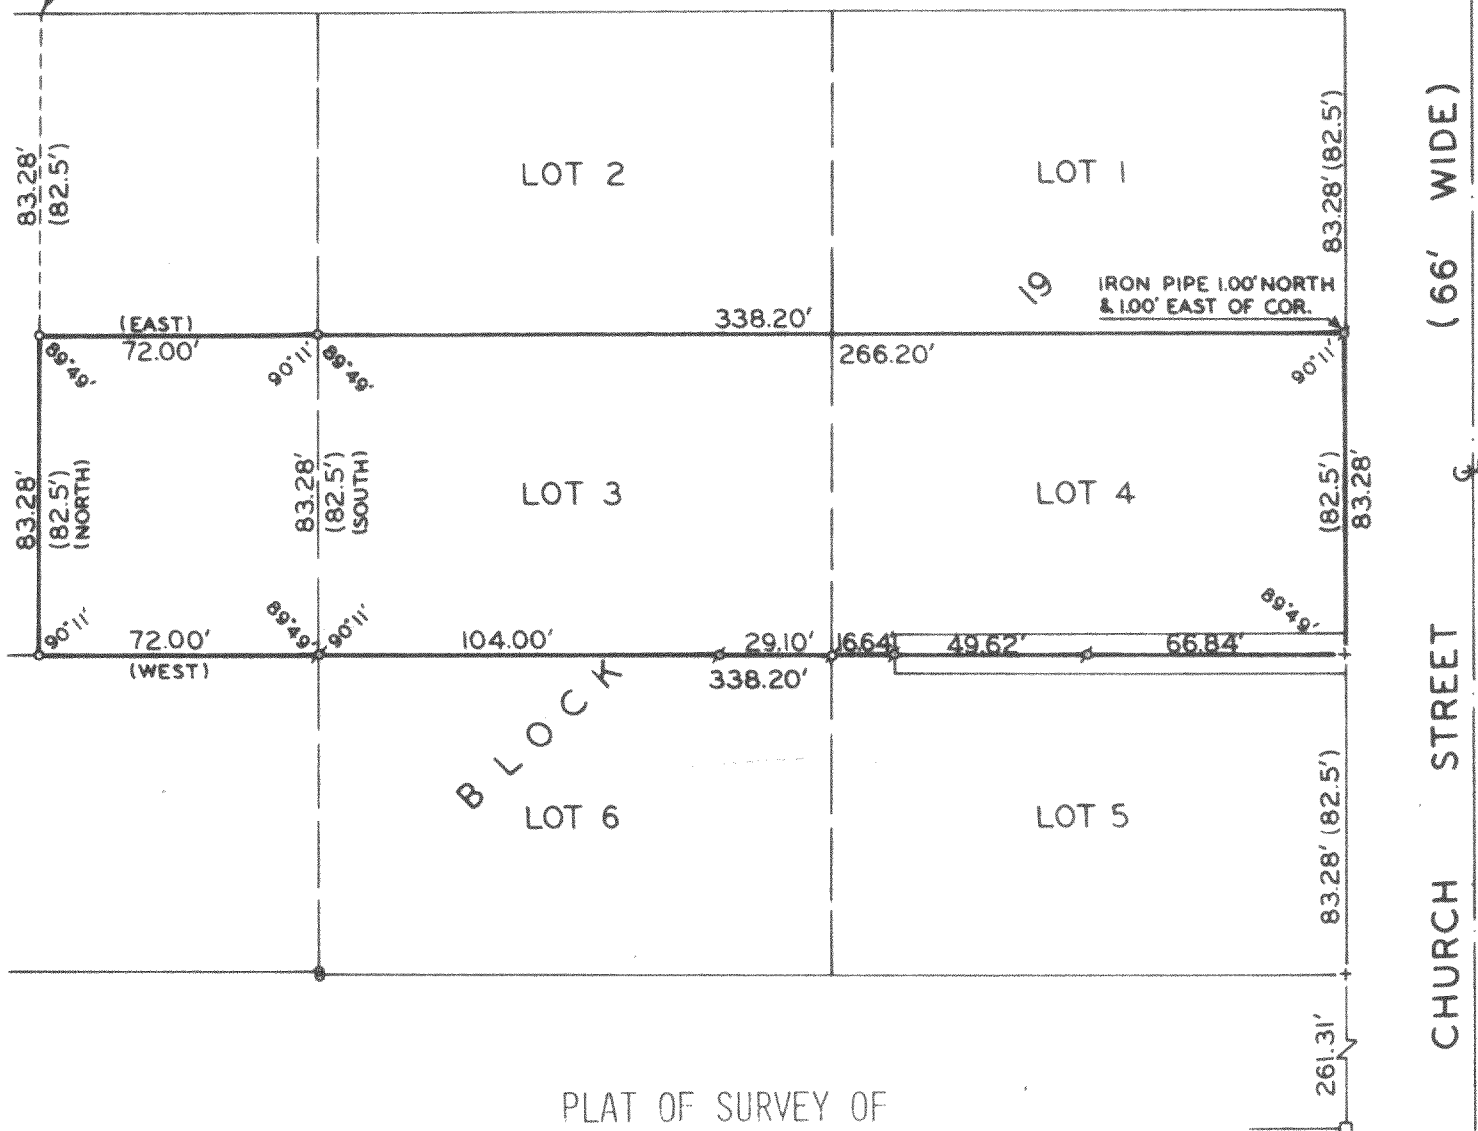 83.28'
(82.5')
LOT 2
LOT 1
83.28' (82.5')
(66' WIDE)
19
IRON PIPE 1.00' NORTH
& 1.00' EAST OF COR.
(EAST)
72.00'
338.20'
266.20'
89°49'
90°11'
89°49'
90°11'
83.28'
(82.5')
(NORTH)
83.28'
(82.5')
(SOUTH)
LOT 3
LOT 4
(82.5')
83.28'
90°11'
72.00'
(WEST)
89°49'
90°11'
104.00'
29.10'
16.64'
49.62'
66.84'
89°49'
338.20'
BLOCK
LOT 6
LOT 5
83.28' (82.5')
CHURCH STREET
261.31'
PLAT OF SURVEY OF